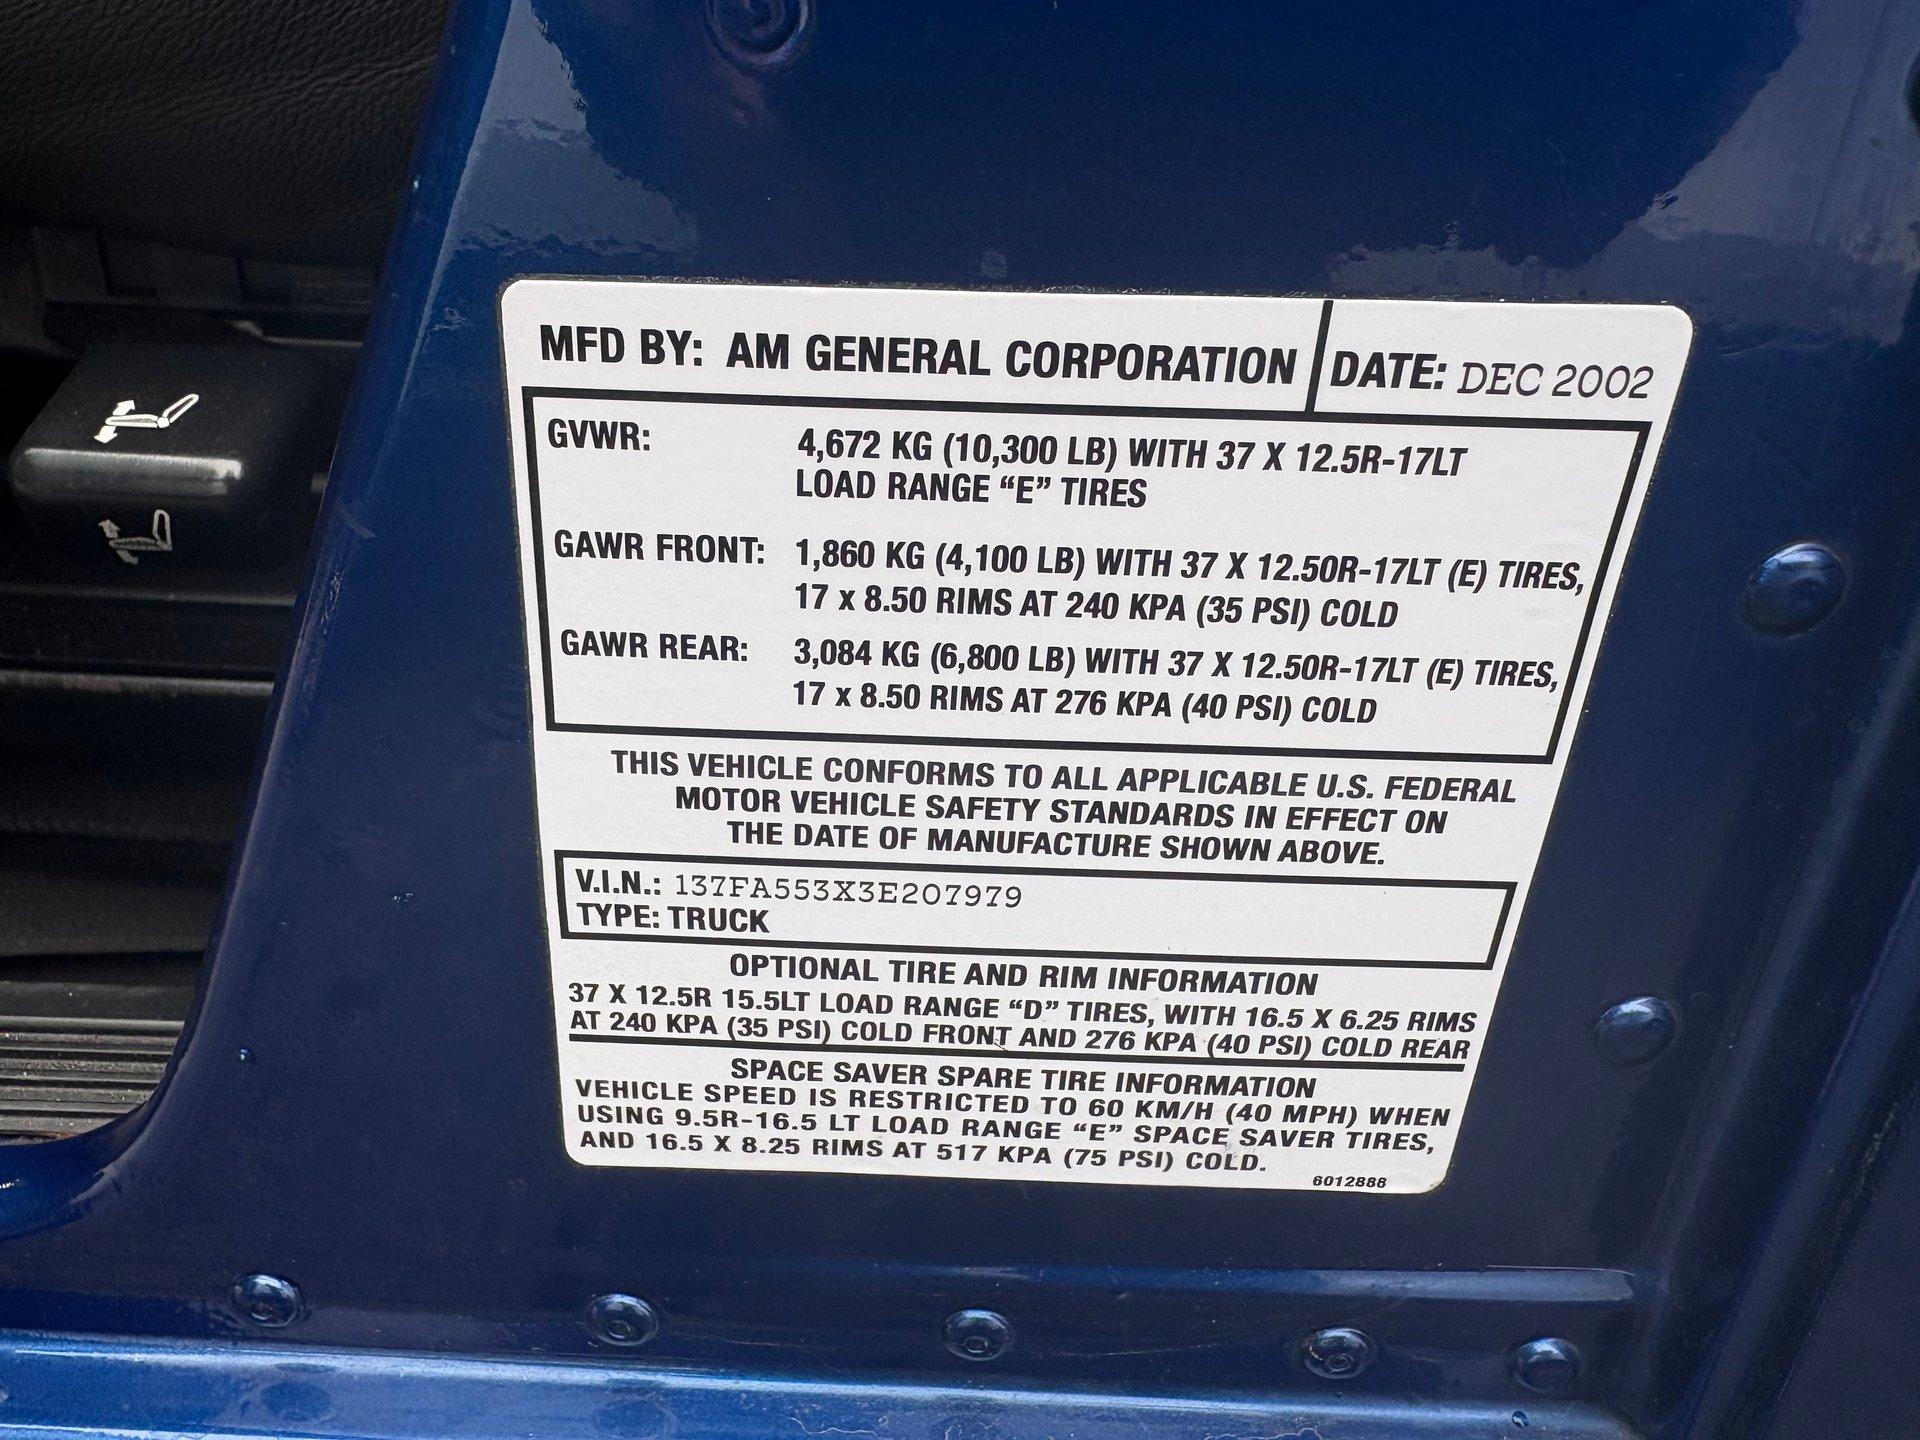 MFD BY: AM GENERAL CORPORATION DATE: DEC 2002
GVWR: 4,672 KG (10,300 LB) WITH 37 X 12.5R-17LT
LOAD RANGE “E” TIRES
GAWR FRONT: 1,860 KG (4,100 LB) WITH 37 X 12.50R-17LT (E) TIRES,
17 x 8.50 RIMS AT 240 KPA (35 PSI) COLD
GAWR REAR: 3,084 KG (6,800 LB) WITH 37 X 12.50R-17LT (E) TIRES,
17 x 8.50 RIMS AT 276 KPA (40 PSI) COLD
THIS VEHICLE CONFORMS TO ALL APPLICABLE U.S. FEDERAL
MOTOR VEHICLE SAFETY STANDARDS IN EFFECT ON
THE DATE OF MANUFACTURE SHOWN ABOVE.
V.I.N.: 137FA553X3E207979
TYPE: TRUCK
OPTIONAL TIRE AND RIM INFORMATION
37 X 12.5R 15.5LT LOAD RANGE “D” TIRES, WITH 16.5 X 6.25 RIMS
AT 240 KPA (35 PSI) COLD FRONT AND 276 KPA (40 PSI) COLD REAR
SPACE SAVER SPARE TIRE INFORMATION
VEHICLE SPEED IS RESTRICTED TO 60 KM/H (40 MPH) WHEN
USING 9.5R-16.5 LT LOAD RANGE “E” SPACE SAVER TIRES,
AND 16.5 X 8.25 RIMS AT 517 KPA (75 PSI) COLD.
6012888